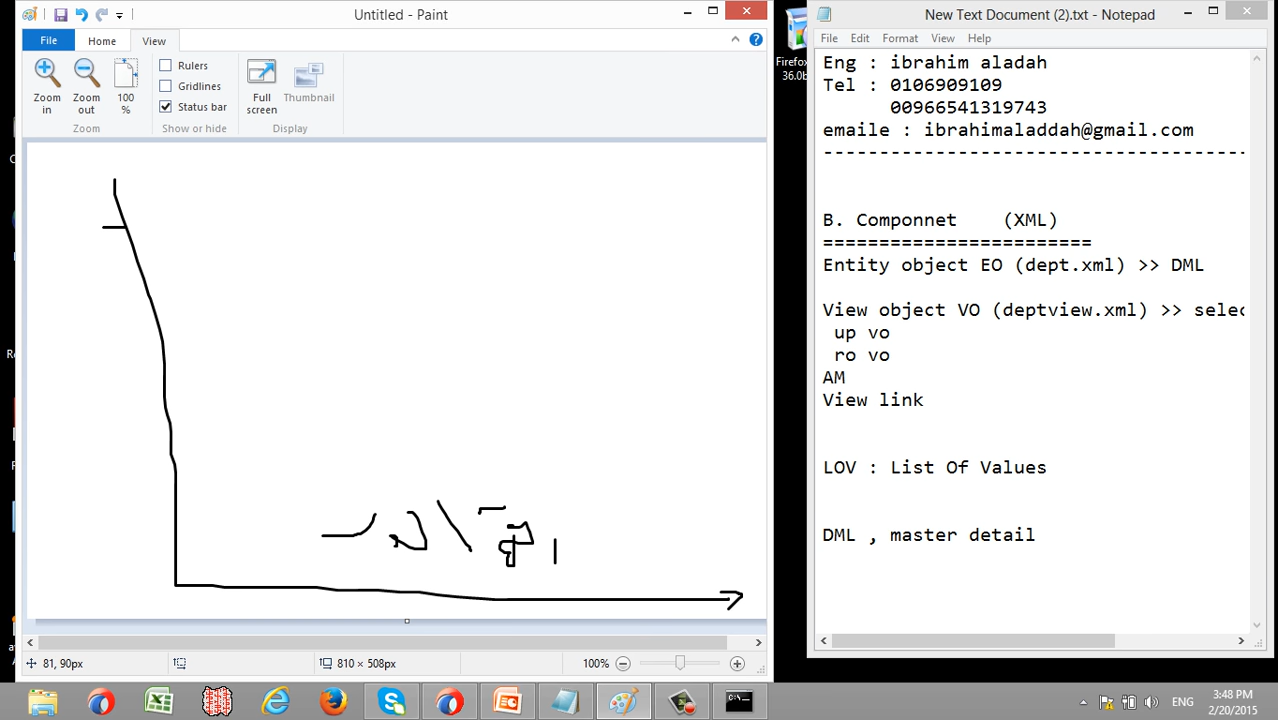 Untitled - Paint
File Home View
Zoom in
Zoom out
100 %
Rulers
Gridlines
Status bar
Full screen
Thumbnail
Zoom
Show or hide
Display
81, 90px
810 × 508px
100%
New Text Document (2).txt - Notepad
File Edit Format View Help
Eng : ibrahim aladah
Tel : 0106909109
00966541319743
emaile : ibrahimaladdah@gmail.com
--------------------------------------
B. Componnet (XML)
========================
Entity object EO (dept.xml) >> DML
View object VO (deptview.xml) >> selec
up vo
ro vo
AM
View link
LOV : List Of Values
DML , master detail
Firefox
36.0b
ENG
3:48 PM
2/20/2015